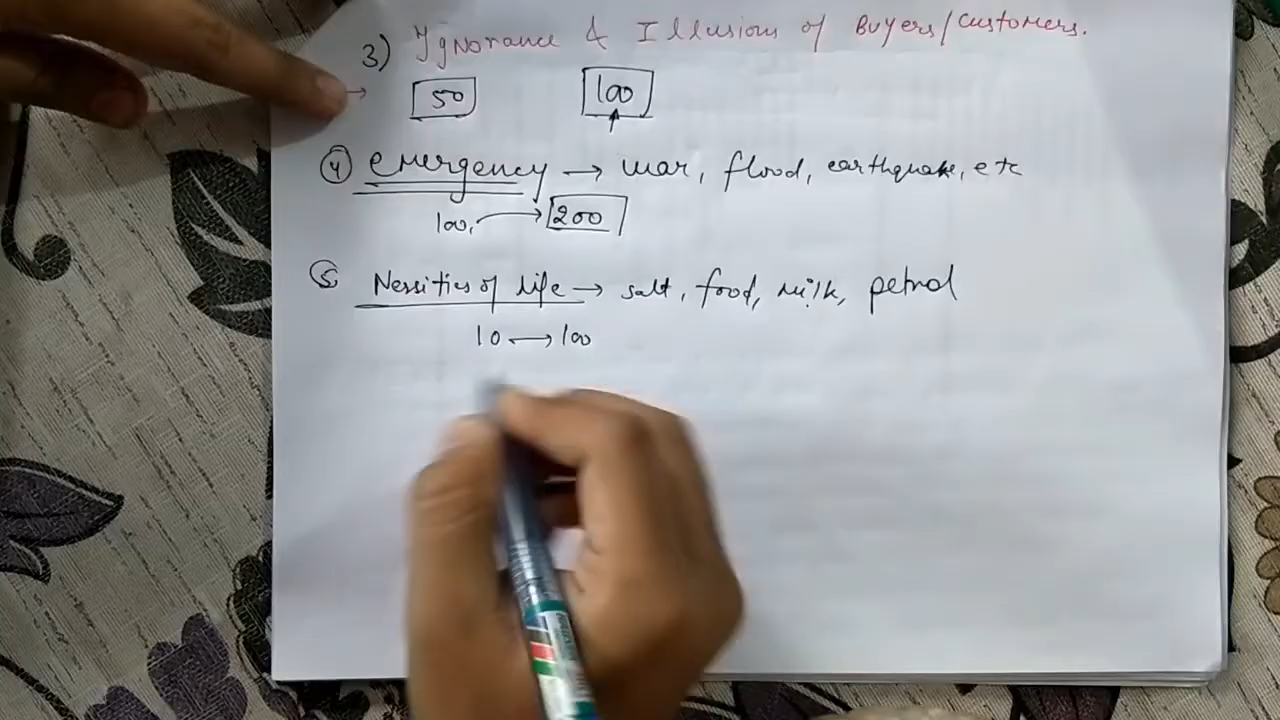 3) Ignorance & Illusions of Buyers/Customers.
→ 50 100
④ emergency → war, flood, earthquake, etc
100, → 200
⑤ Nessities of life → salt, food, milk, petrol
10 → 100